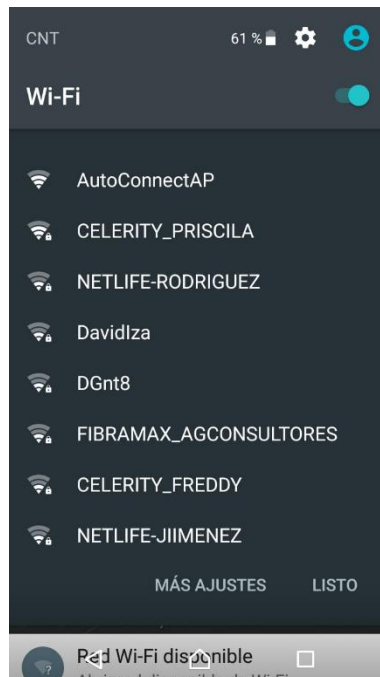 CNT
61 %
Wi-Fi
AutoConnectAP
CELERITY_PRISCILA
NETLIFE-RODRIGUEZ
DavidIza
DGnt8
FIBRAMAX_AGCONSULTORES
CELERITY_FREDDY
NETLIFE-JIIMENEZ
MÁS AJUSTES LISTO
Red Wi-Fi disponible